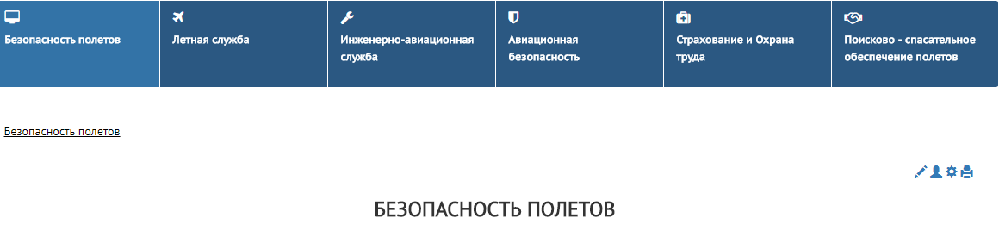 Безопасность полетов
Летная служба
Инженерно-авиационная
служба
Авиационная
безопасность
Страхование и Охрана
труда
Поисково - спасательное
обеспечение полетов
Безопасность полетов
БЕЗОПАСНОСТЬ ПОЛЕТОВ